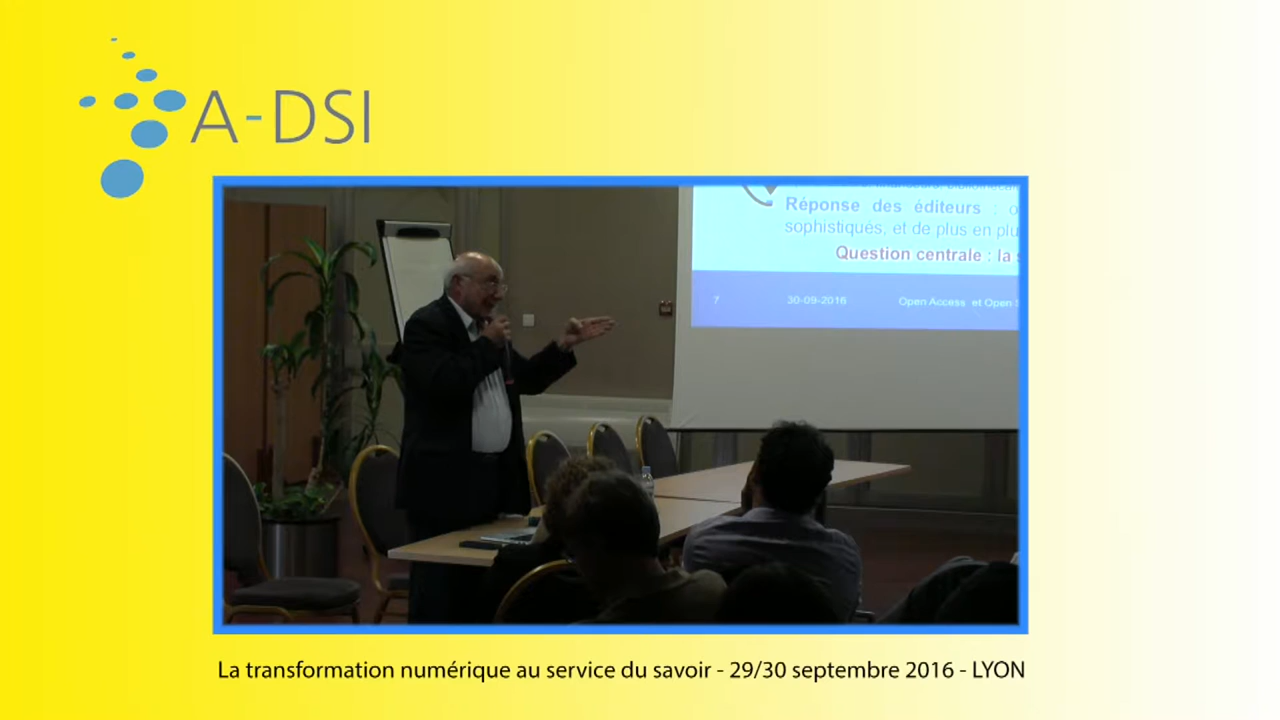 A-DSI
Réponse des éditeurs : o
sophistiqués, et de plus en plu
Question centrale : la s
7 30-09-2016 Open Access et Open S
La transformation numérique au service du savoir - 29/30 septembre 2016 - LYON